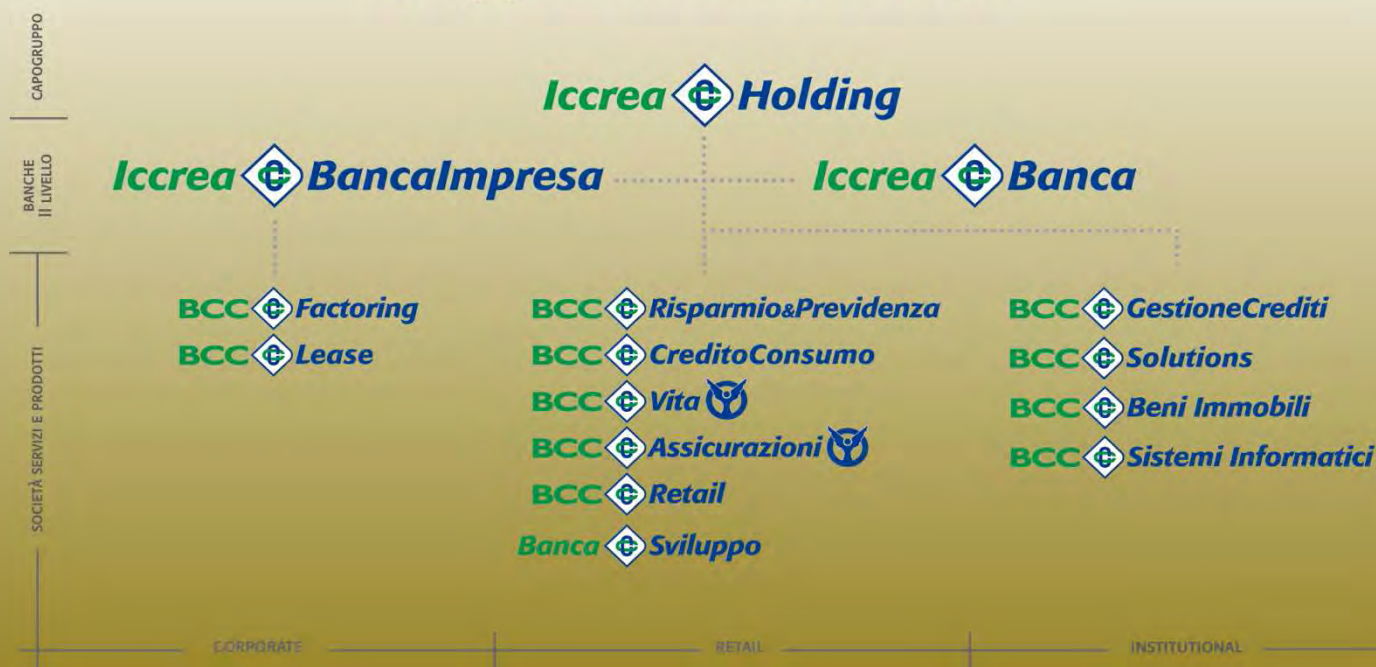 CAPOGRUPPO
Iccrea Holding
BANCHE
II LIVELLO
Iccrea BancaImpresa
Iccrea Banca
SOCIETÀ SERVIZI E PRODOTTI
BCC Factoring
BCC Lease
BCC Risparmio&Previdenza
BCC CreditoConsumo
BCC Vita
BCC Assicurazioni
BCC Retail
Banca Sviluppo
BCC GestioneCrediti
BCC Solutions
BCC Beni Immobili
BCC Sistemi Informatici
CORPORATE
RETAIL
INSTITUTIONAL